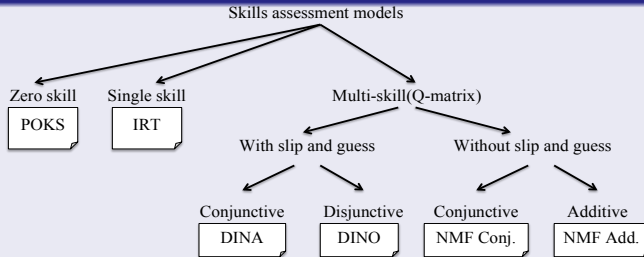 Skills assessment models
Zero skill Single skill Multi-skill(Q-matrix)
POKS IRT
With slip and guess Without slip and guess
Conjunctive Disjunctive Conjunctive Additive
DINA DINO NMF Conj. NMF Add.